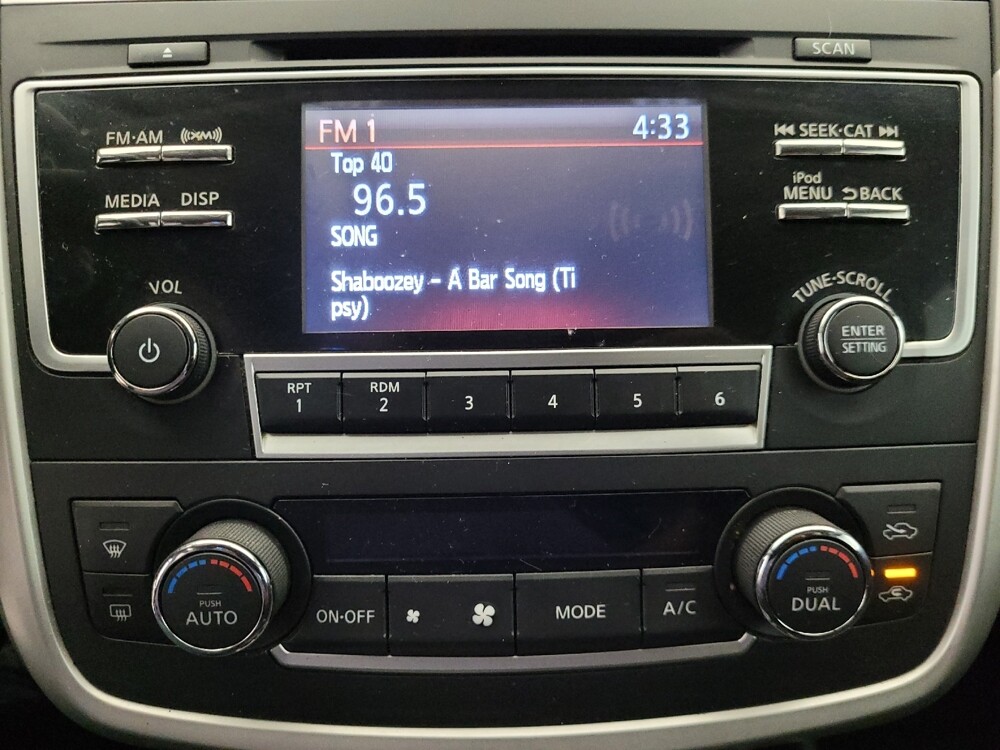 SCAN
FM·AM
((XM))
SEEK·CAT
MEDIA
DISP
iPod
MENU
BACK
FM 1
4:33
Top 40
96.5
SONG
Shaboozey - A Bar Song (Ti
psy)
VOL
TUNE·SCROLL
ENTER
SETTING
RPT
1
RDM
2
3
4
5
6
PUSH
AUTO
ON·OFF
MODE
A/C
PUSH
DUAL